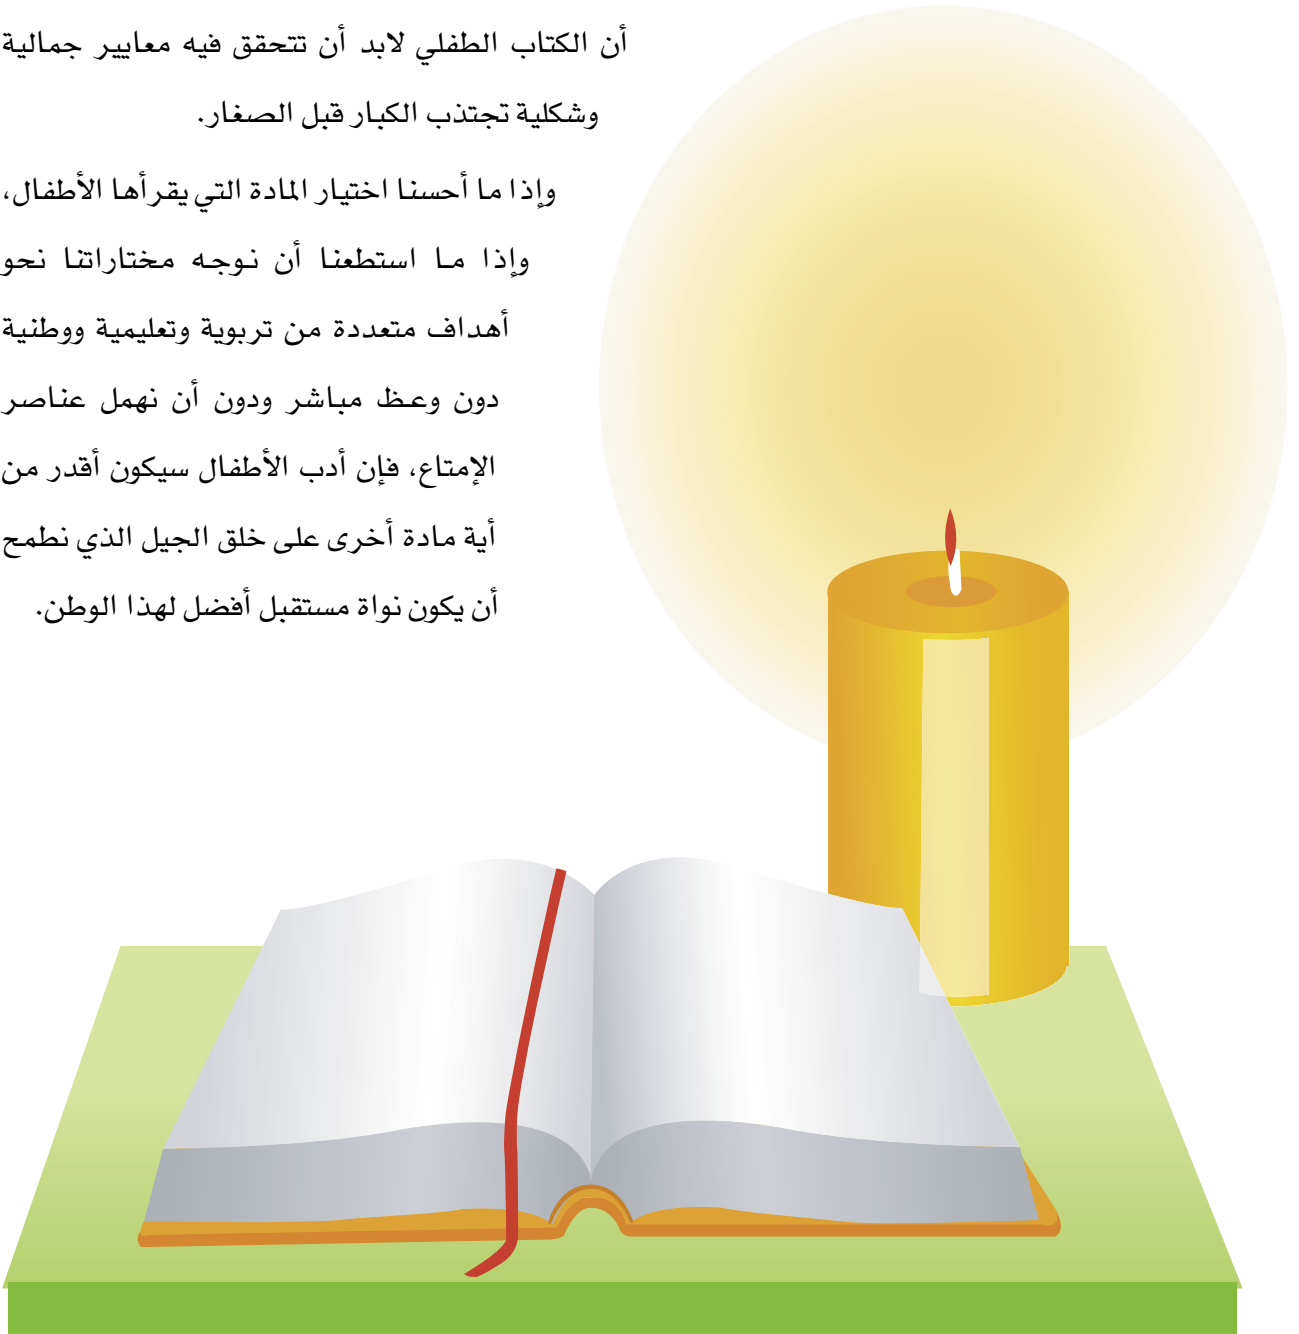 أن الكتاب الطفلي لابد أن تتحقق فيه معايير جمالية
وشكلية تجتذب الكبار قبل الصغار.
وإذا ما أحسنا اختيار المادة التي يقرأها الأطفال،
وإذا ما استطعنا أن نوجه مختاراتنا نحو
أهداف متعددة من تربوية وتعليمية ووطنية
دون وعظ مباشر ودون أن نهمل عناصر
الإمتاع، فإن أدب الأطفال سيكون أقدر من
أية مادة أخرى على خلق الجيل الذي نطمح
أن يكون نواة مستقبل أفضل لهذا الوطن.